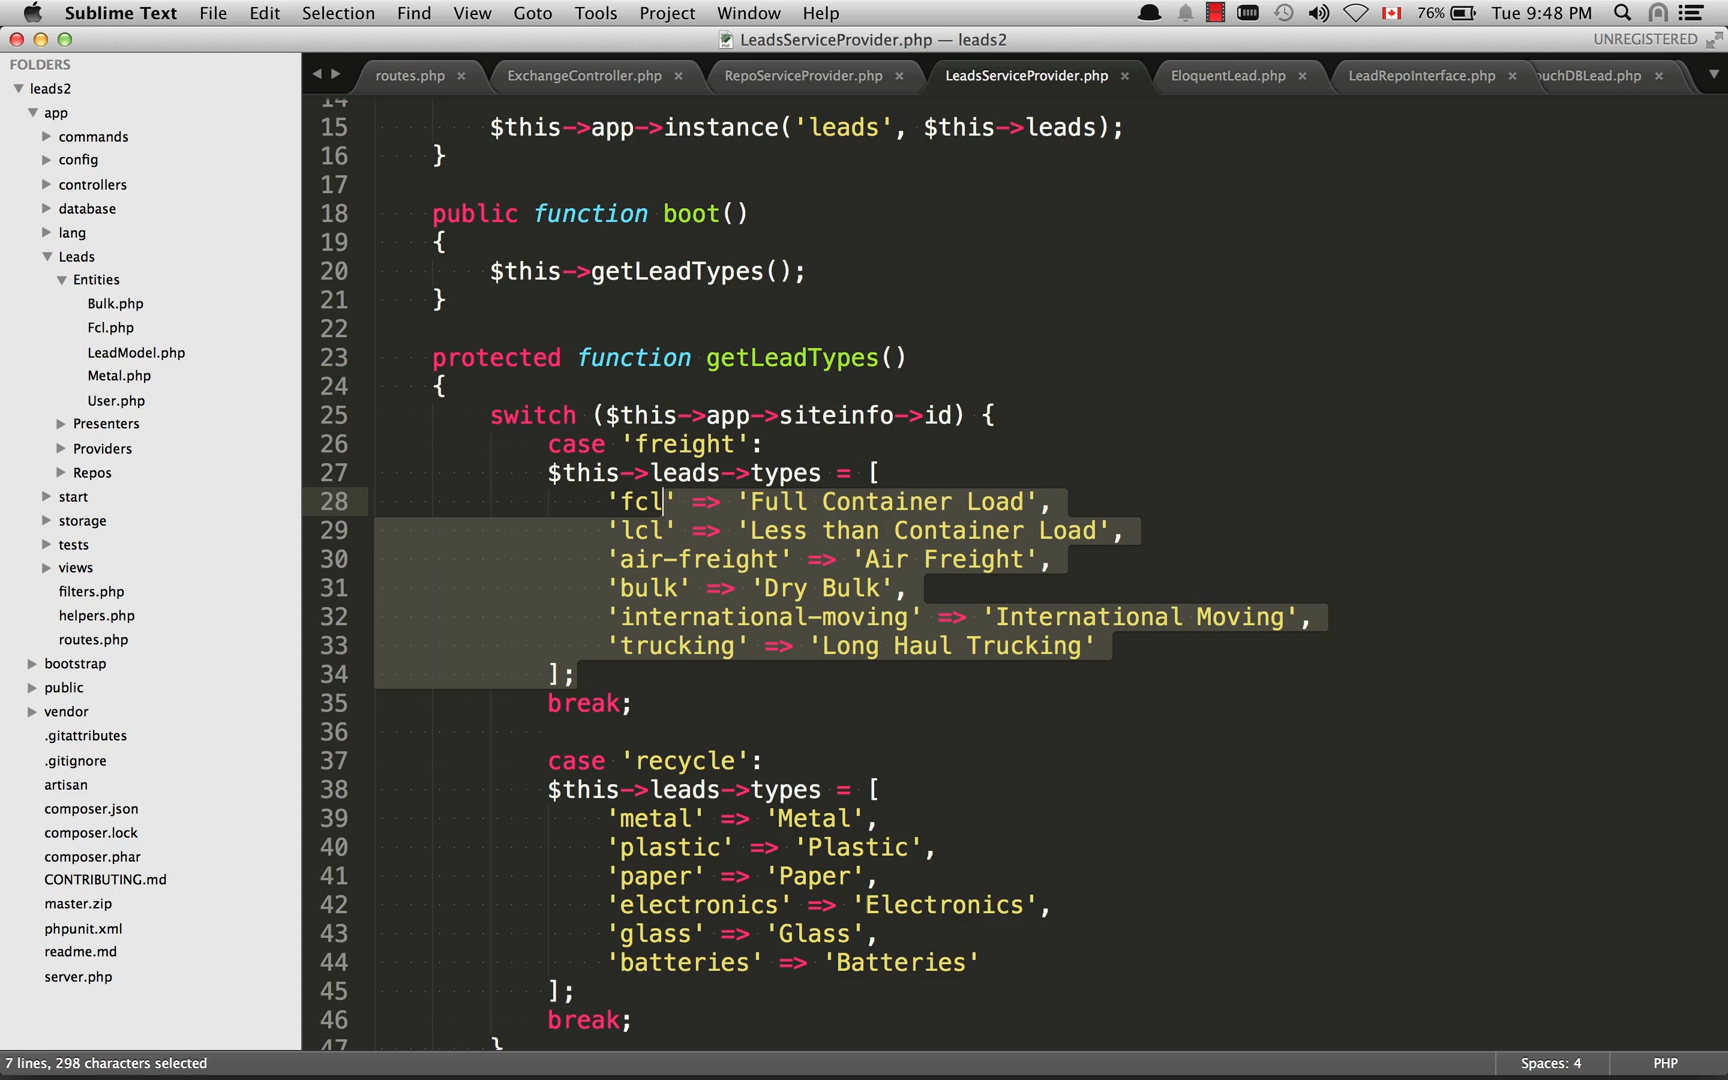 Sublime Text File Edit Selection Find View Goto Tools Project Window Help 76% Tue 9:48 PM
LeadsServiceProvider.php — leads2 UNREGISTERED
FOLDERS
leads2
app
commands
config
controllers
database
lang
Leads
Entities
Bulk.php
Fcl.php
LeadModel.php
Metal.php
User.php
Presenters
Providers
Repos
start
storage
tests
views
filters.php
helpers.php
routes.php
bootstrap
public
vendor
.gitattributes
.gitignore
artisan
composer.json
composer.lock
composer.phar
CONTRIBUTING.md
master.zip
phpunit.xml
readme.md
server.php
routes.php × ExchangeController.php × RepoServiceProvider.php × LeadsServiceProvider.php × EloquentLead.php × LeadRepoInterface.php × ouchDBLead.php ×
14
15 $this->app->instance('leads', $this->leads);
16 }
17
18 public function boot()
19 {
20 $this->getLeadTypes();
21 }
22
23 protected function getLeadTypes()
24 {
25 switch ($this->app->siteinfo->id) {
26 case 'freight':
27 $this->leads->types = [
28 'fcl' => 'Full Container Load',
29 'lcl' => 'Less than Container Load',
30 'air-freight' => 'Air Freight',
31 'bulk' => 'Dry Bulk',
32 'international-moving' => 'International Moving',
33 'trucking' => 'Long Haul Trucking'
34 ];
35 break;
36
37 case 'recycle':
38 $this->leads->types = [
39 'metal' => 'Metal',
40 'plastic' => 'Plastic',
41 'paper' => 'Paper',
42 'electronics' => 'Electronics',
43 'glass' => 'Glass',
44 'batteries' => 'Batteries'
45 ];
46 break;
47 }
7 lines, 298 characters selected Spaces: 4 PHP